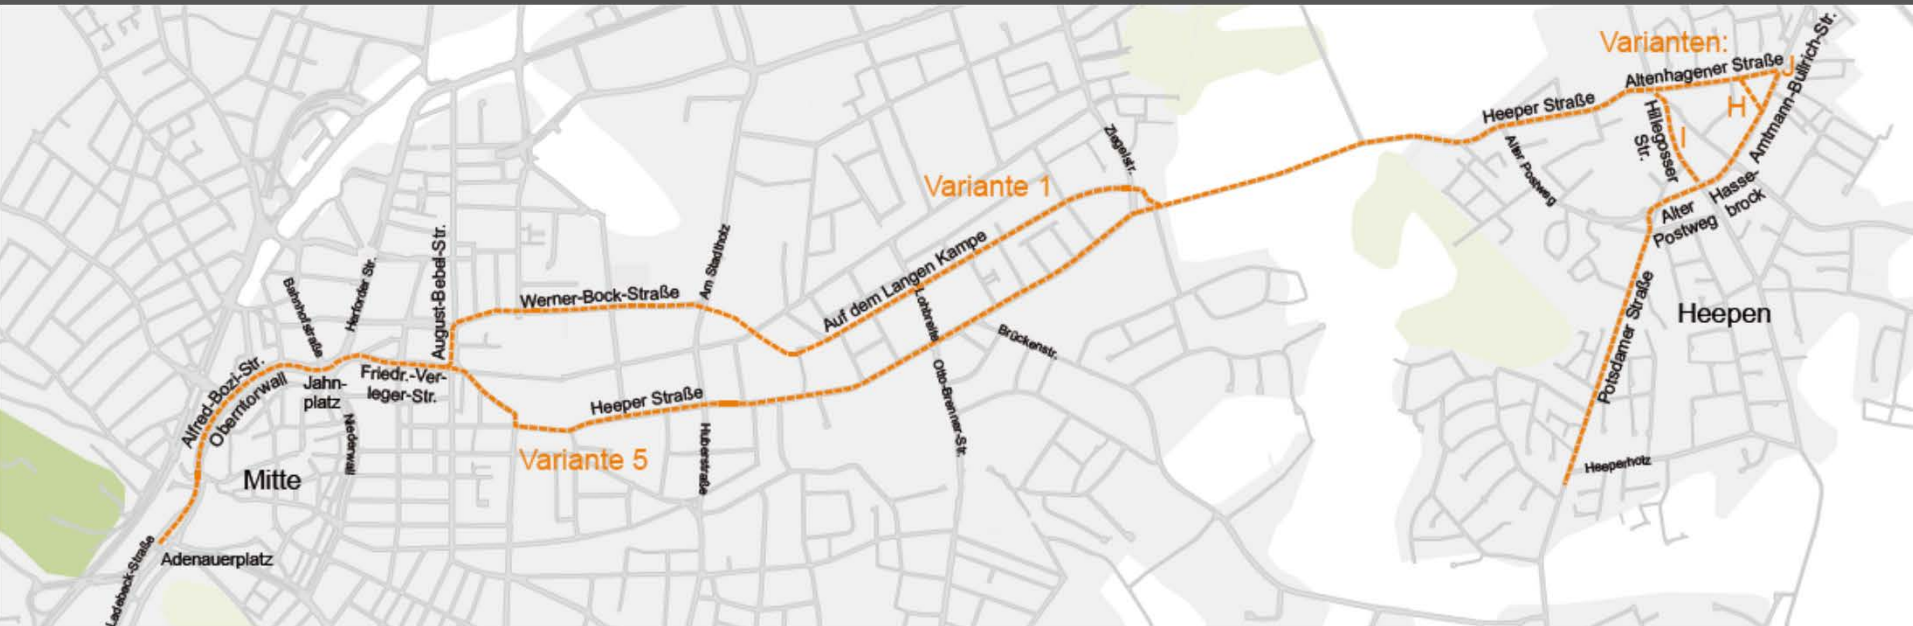 Varianten:
Altenhagener Straße
J
Amtmann-Bullrich-Str.
H
Heeper Straße
Hillegosser
Str.
I
Alter Postweg
Ziegelstr.
Variante 1
Hasse-
brock
Alter
Postweg
August-Bebel-Str.
Am Stadtholz
Auf dem Langen Kampe
Herforder Str.
Bahnhofstraße
Werner-Bock-Straße
Lohbreite
Potsdamer Straße
Heepen
Brückenstr.
Alfred-Bozi-Str.
Oberntorwall
Jahn-
platz
Friedr.-Ver-
leger-Str.
Heeper Straße
Otto-Brenner-Str.
Niederwall
Huberstraße
Variante 5
Mitte
Heeperholz
Adenauerplatz